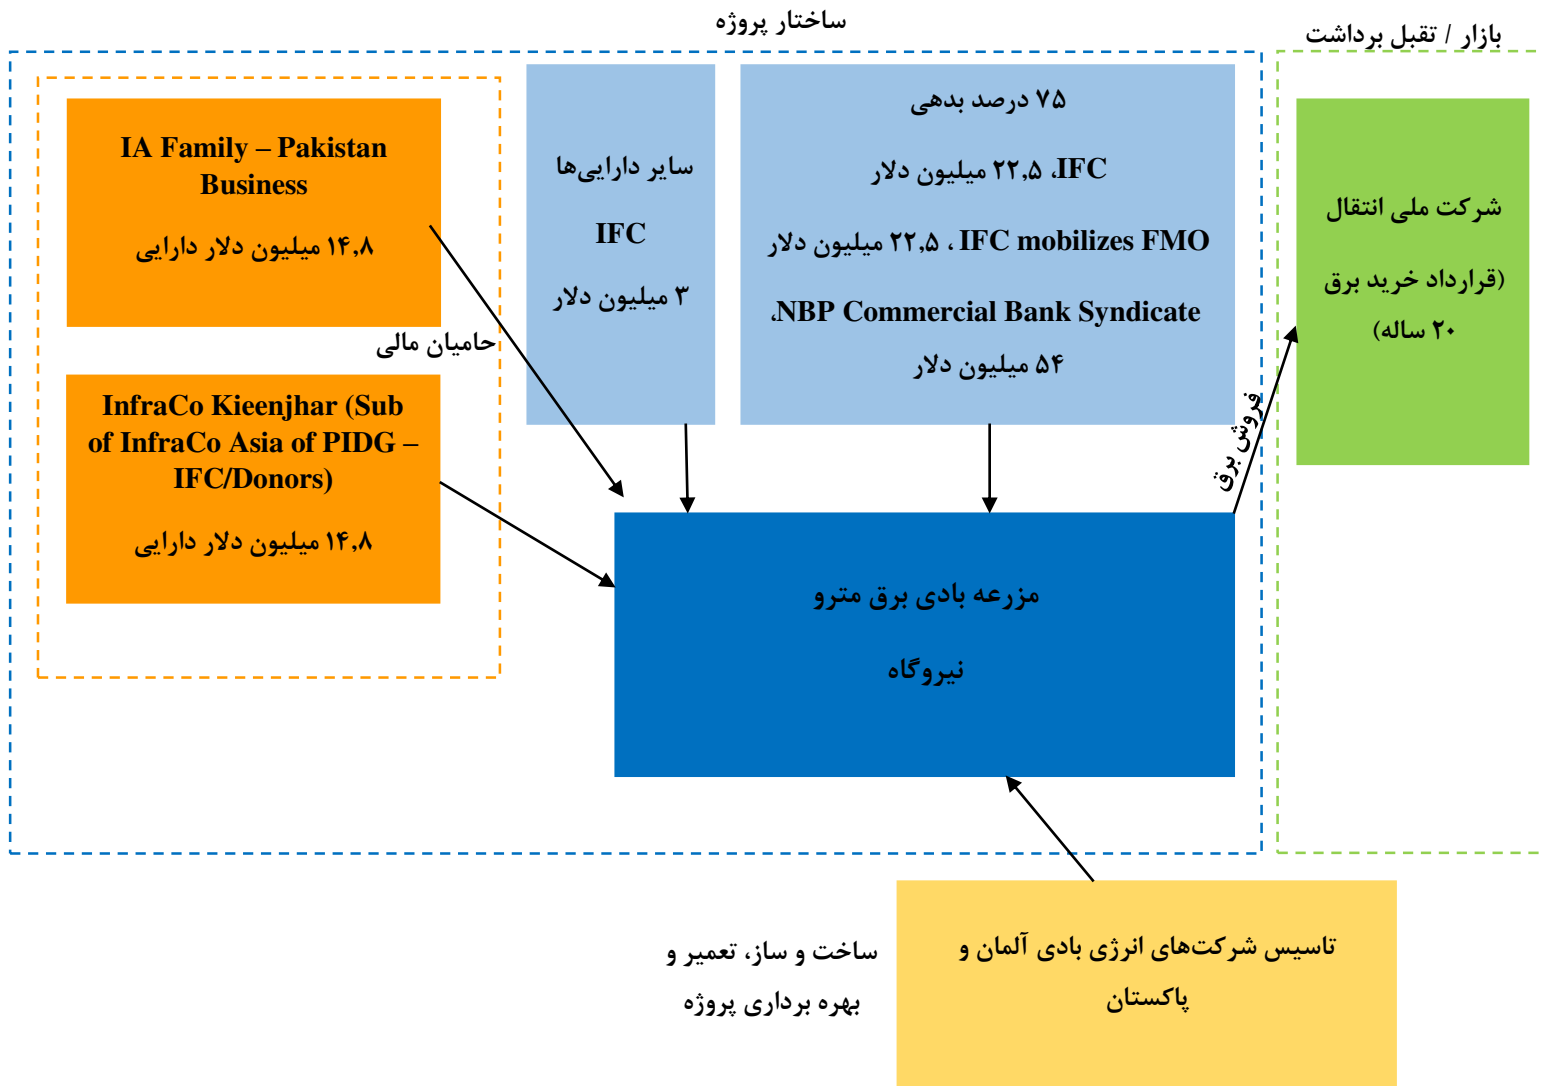 ساختار پروژه
بازار / تقبل برداشت
IA Family – Pakistan
Business
۱۴,۸ میلیون دلار دارایی
حامیان مالی
InfraCo Kieenjhar (Sub
of InfraCo Asia of PIDG –
IFC/Donors)
۱۴,۸ میلیون دلار دارایی
سایر دارایی‌ها
IFC
۳ میلیون دلار
۷۵ درصد بدهی
IFC، ۲۲,۵ میلیون دلار
IFC mobilizes FMO ، ۲۲,۵ میلیون دلار
NBP Commercial Bank Syndicate،
۵۴ میلیون دلار
فروش برق
شرکت ملی انتقال
(قرارداد خرید برق
۲۰ ساله)
مزرعه بادی برق مترو
نیروگاه
ساخت و ساز، تعمیر و
بهره برداری پروژه
تاسیس شرکت‌های انرژی بادی آلمان و
پاکستان